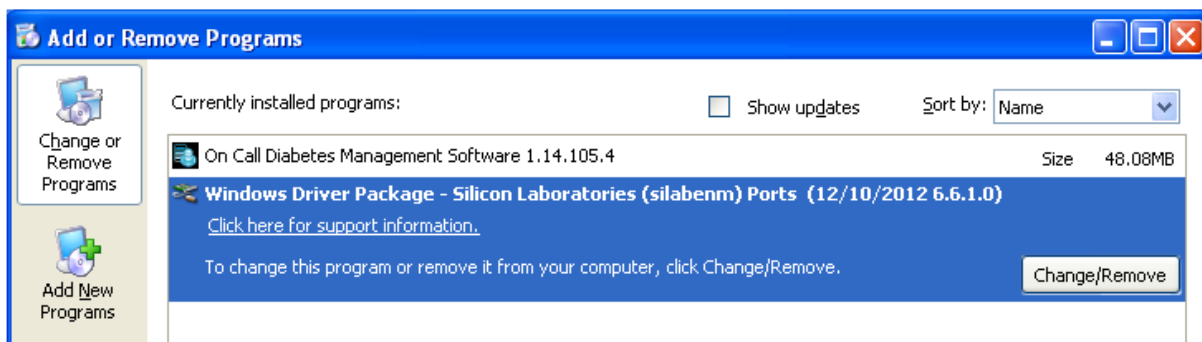 Add or Remove Programs
Change or
Remove
Programs
Add New
Programs
Currently installed programs:
Show updates
Sort by:
Name
On Call Diabetes Management Software 1.14.105.4
Size
48.08MB
Windows Driver Package - Silicon Laboratories (silabenm) Ports (12/10/2012 6.6.1.0)
Click here for support information.
To change this program or remove it from your computer, click Change/Remove.
Change/Remove